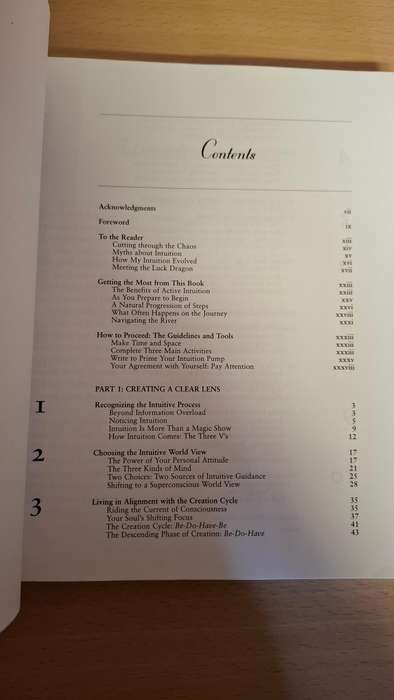 Contents
Acknowledgments vii
Foreword ix
To the Reader xiii
Cutting through the Chaos xiv
Myths about Intuition xv
How My Intuition Evolved xvi
Meeting the Luck Dragon xvii
Getting the Most from This Book xxiii
The Benefits of Active Intuition xxiii
As You Prepare to Begin xxv
A Natural Progression of Steps xxvi
What Often Happens on the Journey xxviii
Navigating the River xxxi
How to Proceed: The Guidelines and Tools xxxiii
Make Time and Space xxxiii
Complete Three Main Activities xxxiii
Write to Prime Your Intuition Pump xxxv
Your Agreement with Yourself: Pay Attention xxxviii
PART 1: CREATING A CLEAR LENS
1 Recognizing the Intuitive Process 3
Beyond Information Overload 3
Noticing Intuition 5
Intuition Is More Than a Magic Show 9
How Intuition Comes: The Three V's 12
2 Choosing the Intuitive World View 17
The Power of Your Personal Attitude 17
The Three Kinds of Mind 21
Two Choices: Two Sources of Intuitive Guidance 25
Shifting to a Superconscious World View 28
3 Living in Alignment with the Creation Cycle 35
Riding the Current of Consciousness 35
Your Soul's Shifting Focus 37
The Creation Cycle: Be-Do-Have-Be 41
The Descending Phase of Creation: Be-Do-Have 43